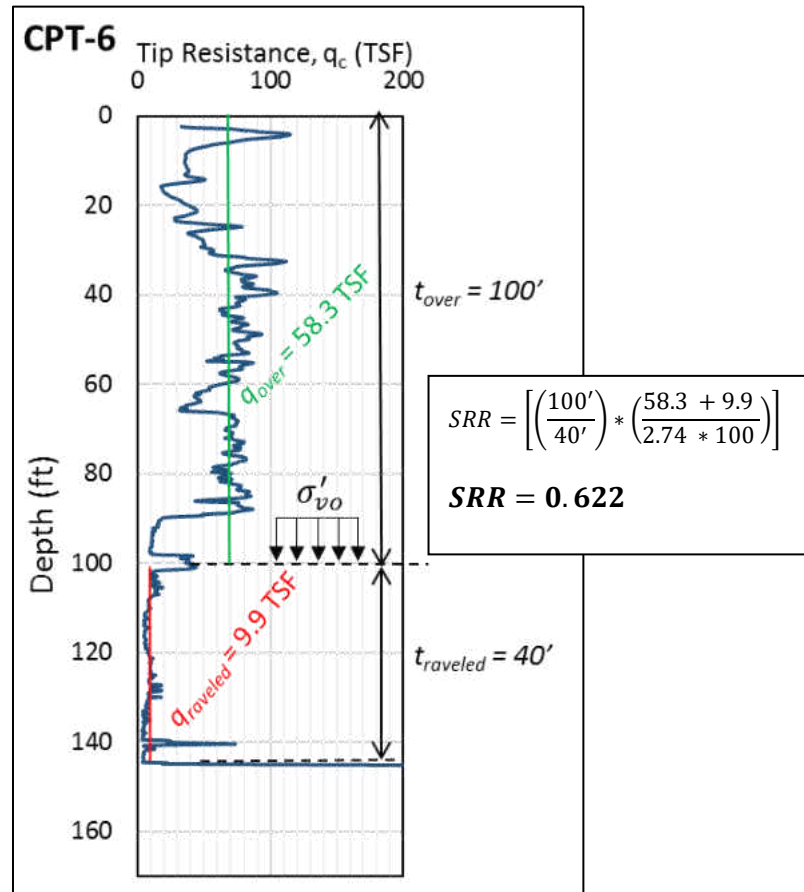 CPT-6
Tip Resistance, q_c (TSF)
0 100 200
0
20
40
60
80
100
120
140
160
Depth (ft)
q_over = 58.3 TSF
t_over = 100'
σ'_vo
q_raveled = 9.9 TSF
t_raveled = 40'
SRR = [(100'/40') * (58.3 + 9.9/2.74 * 100)]
SRR = 0.622